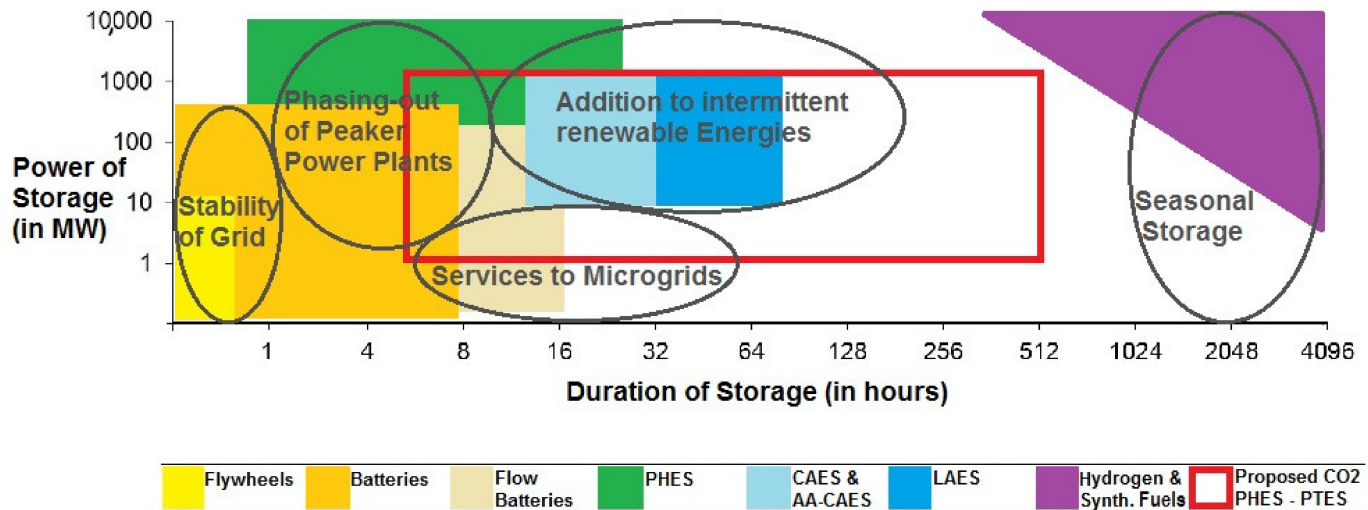 10000
,
1000
100
10
1
Power of
Storage
(in MW)
Phasing-out
of Peaker
Power Plants
Addition to intermittent
renewable Energies
Stability
of Grid
Services to Microgrids
Seasonal
Storage
1 4 8 16 32 64 128 256 512 1024 2048 4096
Duration of Storage (in hours)
Flywheels
Batteries
Flow
Batteries
PHES
CAES &
AA-CAES
LAES
Hydrogen &
Synth. Fuels
Proposed CO2
PHES - PTES